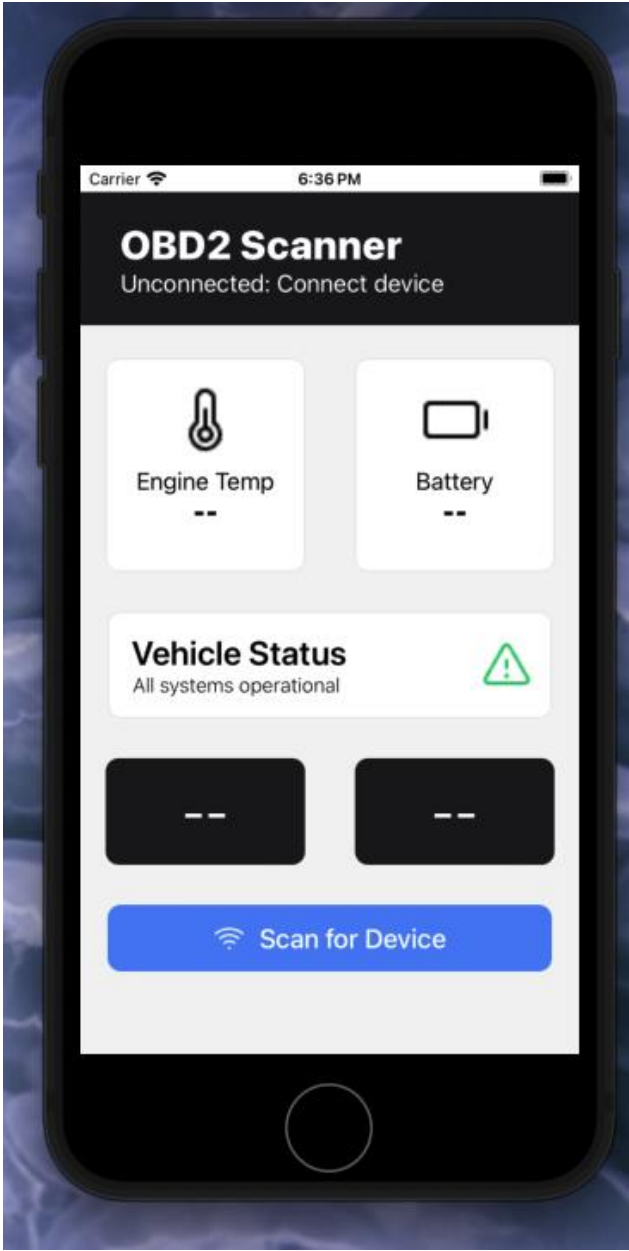 Carrier 6:36 PM
OBD2 Scanner
Unconnected: Connect device
Engine Temp
--
Battery
--
Vehicle Status
All systems operational
-- --
Scan for Device